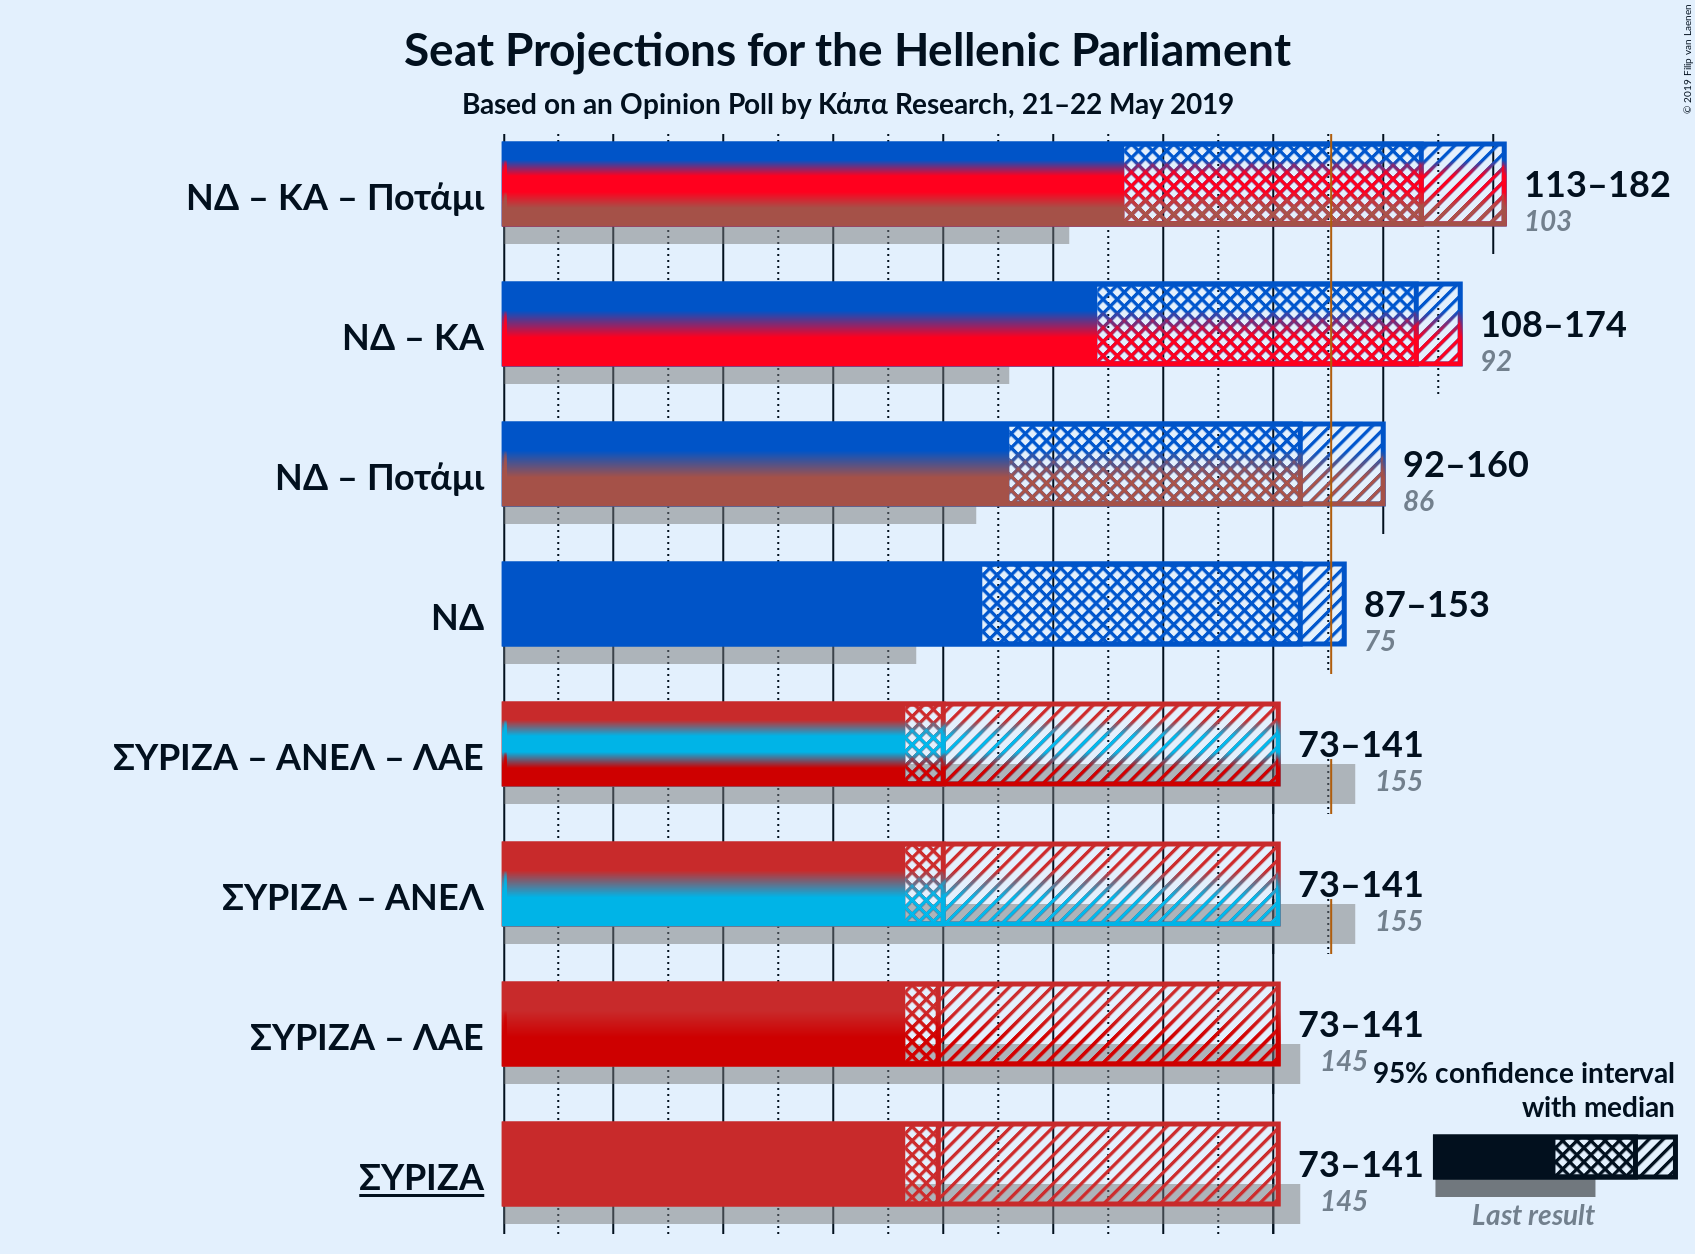 Seat Projections for the Hellenic Parliament
Based on an Opinion Poll by Κάπα Research, 21–22 May 2019
© 2019 Filip van Laenen
ΝΔ – ΚΑ – Ποτάμι
113–182
103
ΝΔ – ΚΑ
108–174
92
ΝΔ – Ποτάμι
92–160
86
ΝΔ
87–153
75
ΣΥΡΙΖΑ – ΑΝΕΛ – ΛΑΕ
73–141
155
ΣΥΡΙΖΑ – ΑΝΕΛ
73–141
155
ΣΥΡΙΖΑ – ΛΑΕ
73–141
145
ΣΥΡΙΖΑ
73–141
145
95% confidence interval
with median
Last result